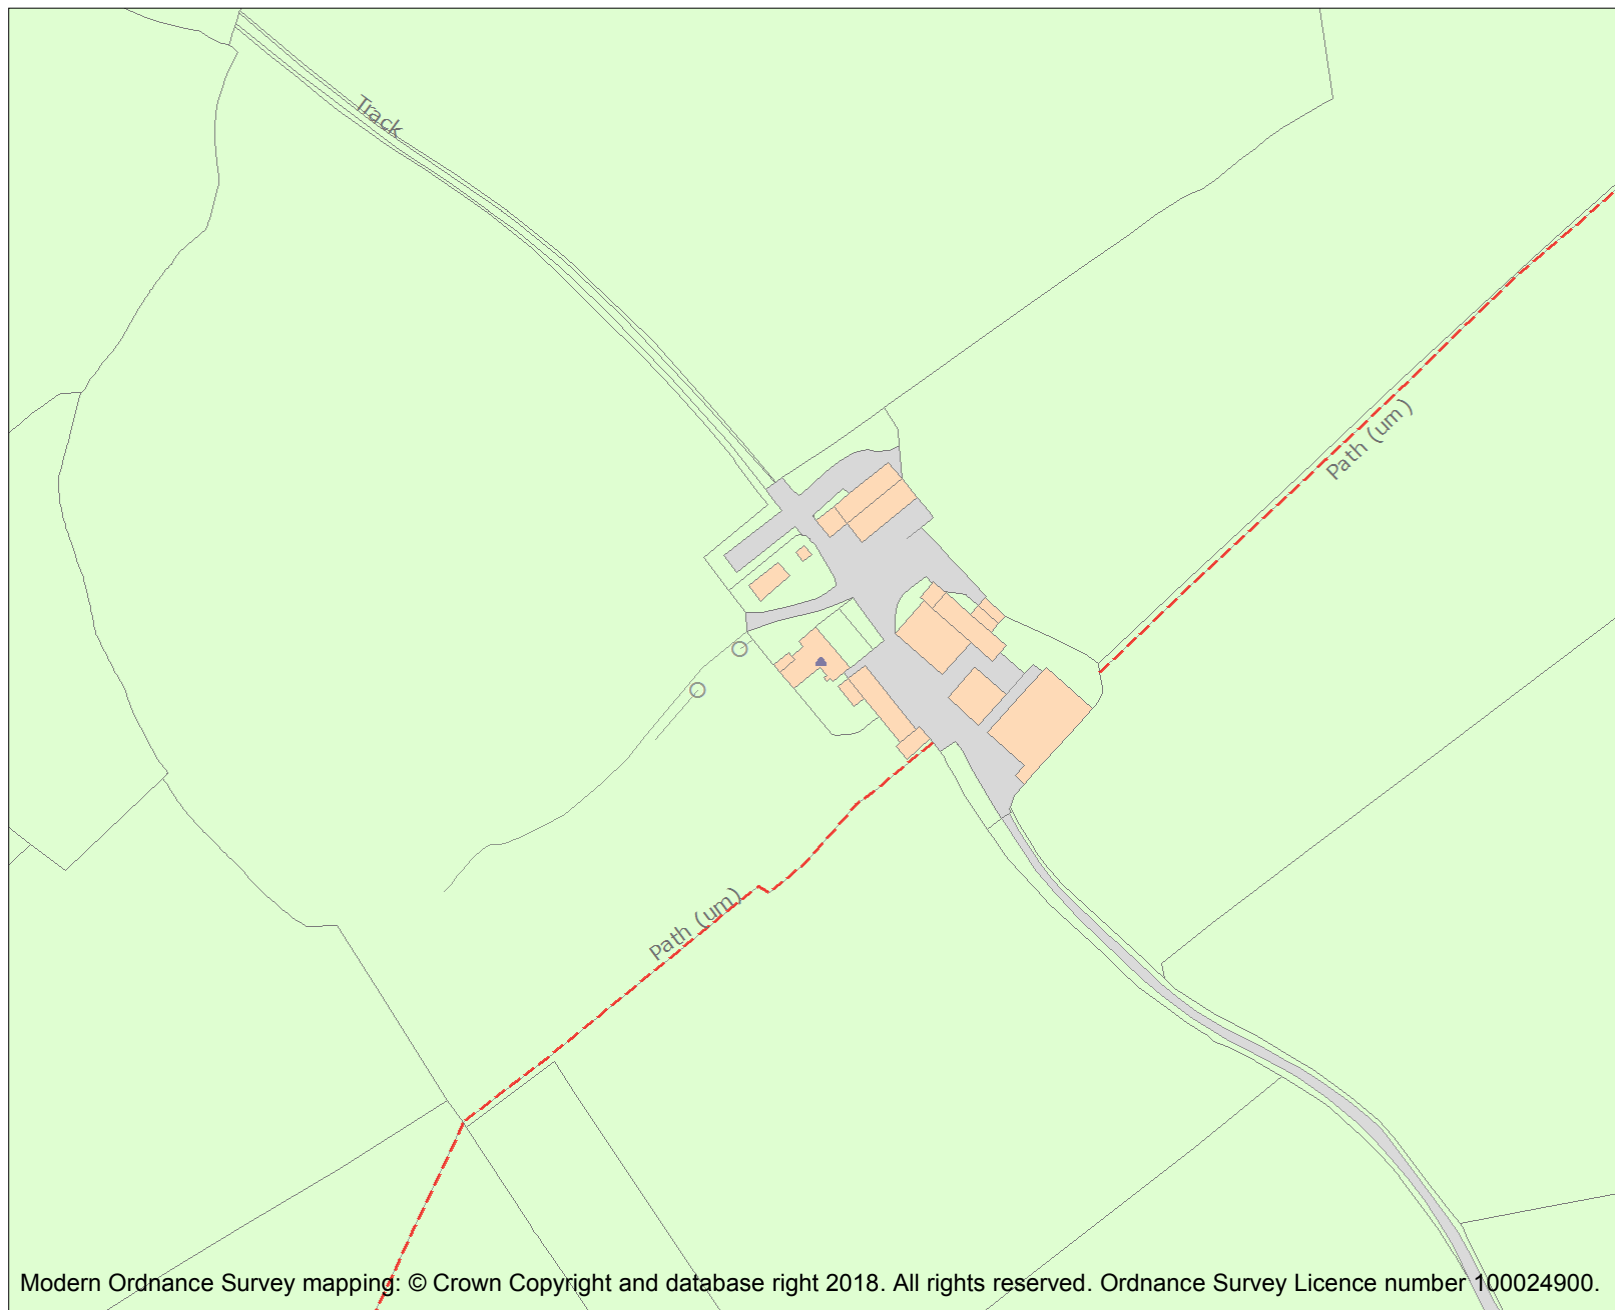 Track
Path (um)
Path (um)
Modern Ordnance Survey mapping: © Crown Copyright and database right 2018. All rights reserved. Ordnance Survey Licence number 100024900.